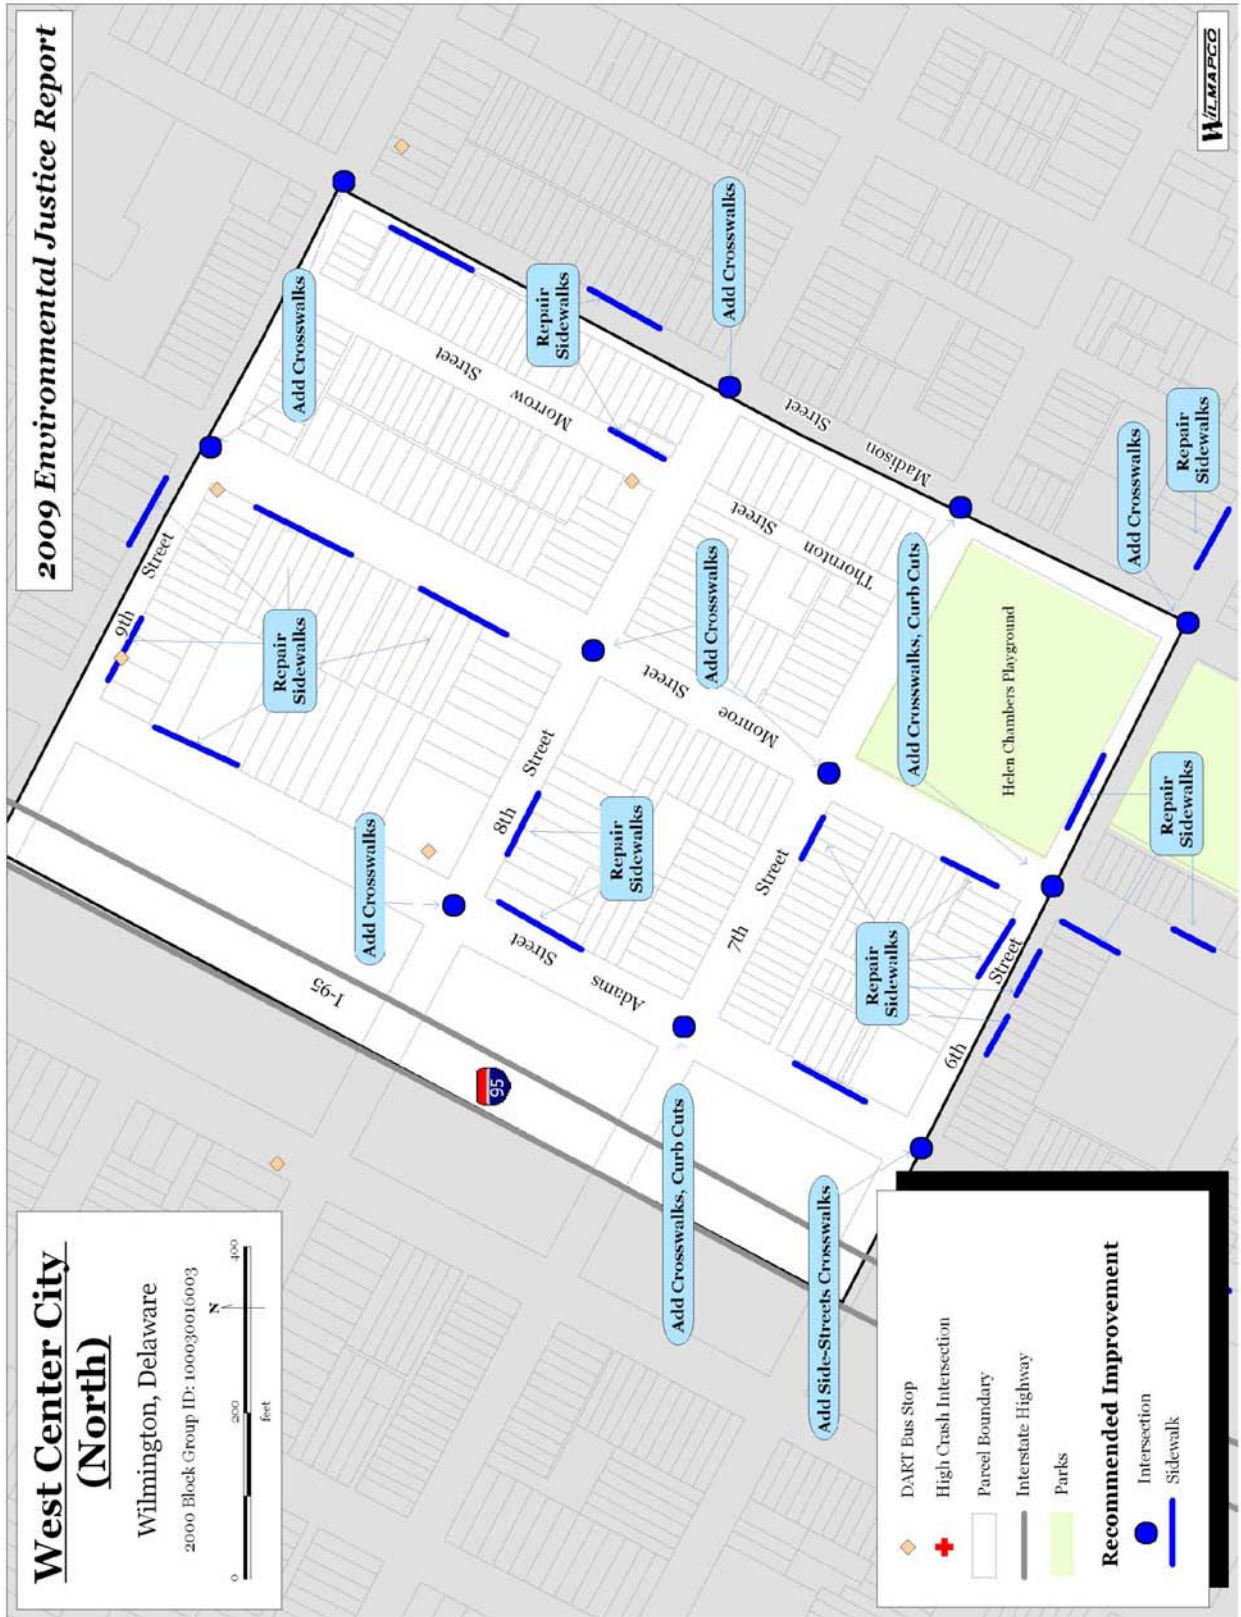 West Center City
(North)
Wilmington, Delaware
2000 Block Group ID: 100030016003
N
0
200
400
feet
2009 Environmental Justice Report
9th
Street
Add Crosswalks
Repair
Sidewalks
Morrow
Street
Repair
Sidewalks
Add Crosswalks
I-95
95
Add Crosswalks
8th
Street
Repair
Sidewalks
Adams
Street
Monroe
Street
Add Crosswalks
Thornton
Street
Madison
Street
7th
Street
Add Crosswalks, Curb Cuts
Add Crosswalks, Curb Cuts
Helen Chambers Playground
Repair
Sidewalks
6th
Street
Add Side-Streets Crosswalks
Add Crosswalks
Repair
Sidewalks
Repair
Sidewalks
DART Bus Stop
High Crash Intersection
Parcel Boundary
Interstate Highway
Parks
Recommended Improvement
Intersection
Sidewalk
WILMAPCO